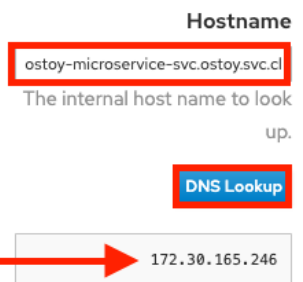 Hostname
ostoy-microservice-svc.ostoy.svc.cl
The internal host name to look
up.
DNS Lookup
172.30.165.246